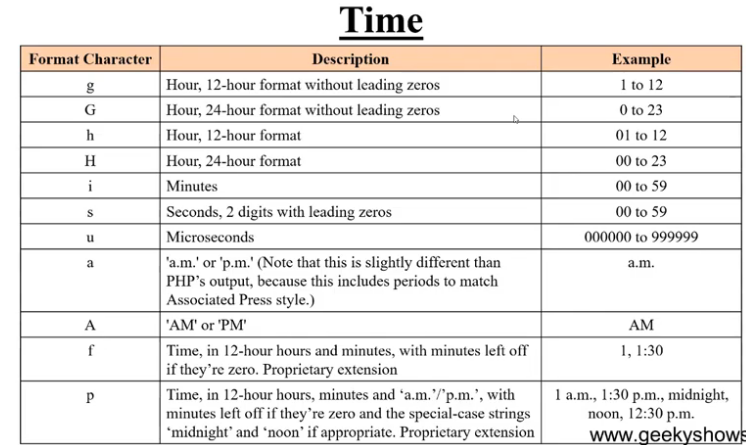 Time
Format Character Description Example
g Hour, 12-hour format without leading zeros 1 to 12
G Hour, 24-hour format without leading zeros 0 to 23
h Hour, 12-hour format 01 to 12
H Hour, 24-hour format 00 to 23
i Minutes 00 to 59
s Seconds, 2 digits with leading zeros 00 to 59
u Microseconds 000000 to 999999
a 'a.m.' or 'p.m.' (Note that this is slightly different than a.m.
PHP's output, because this includes periods to match
Associated Press style.)
A 'AM' or 'PM' AM
f Time, in 12-hour hours and minutes, with minutes left off 1, 1:30
if they're zero. Proprietary extension
p Time, in 12-hour hours, minutes and ‘a.m.’/’p.m.’, with 1 a.m., 1:30 p.m., midnight,
minutes left off if they’re zero and the special-case strings noon, 12:30 p.m.
‘midnight’ and ‘noon’ if appropriate. Proprietary extension
www.geekyshows